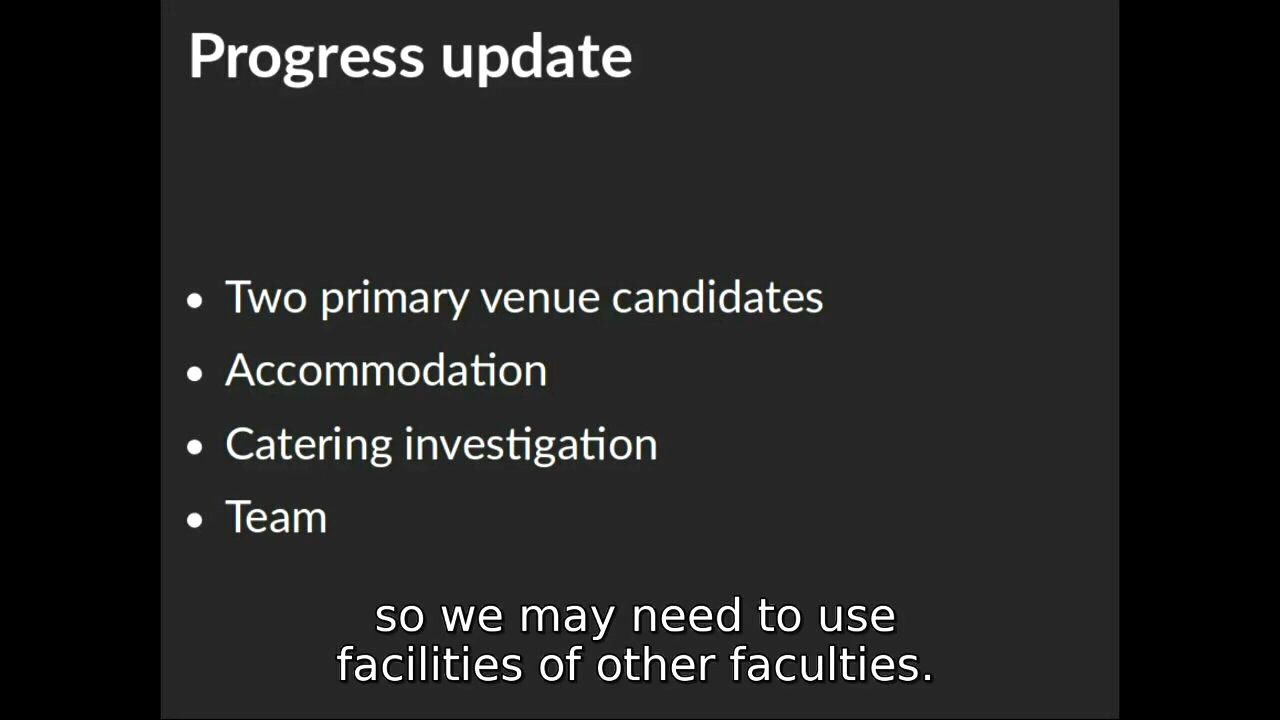 Progress update
• Two primary venue candidates
• Accommodation
• Catering investigation
• Team
so we may need to use
facilities of other faculties.